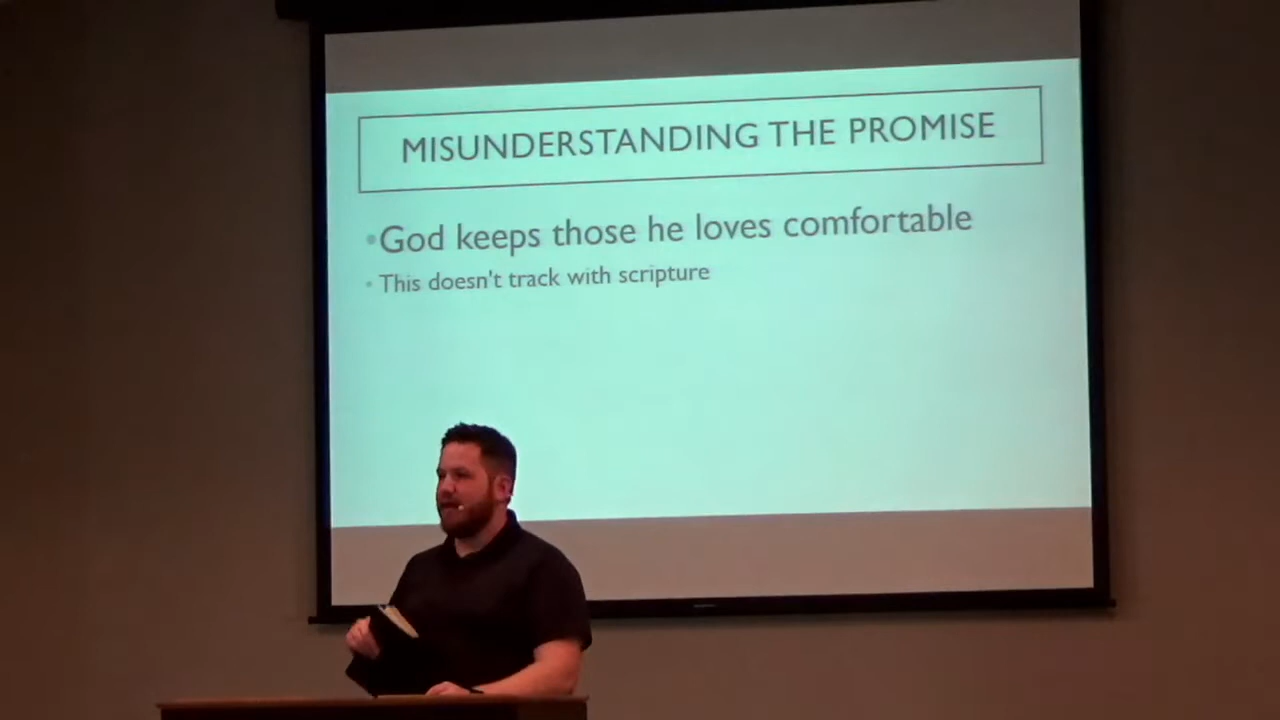 MISUNDERSTANDING THE PROMISE
•God keeps those he loves comfortable
• This doesn't track with scripture